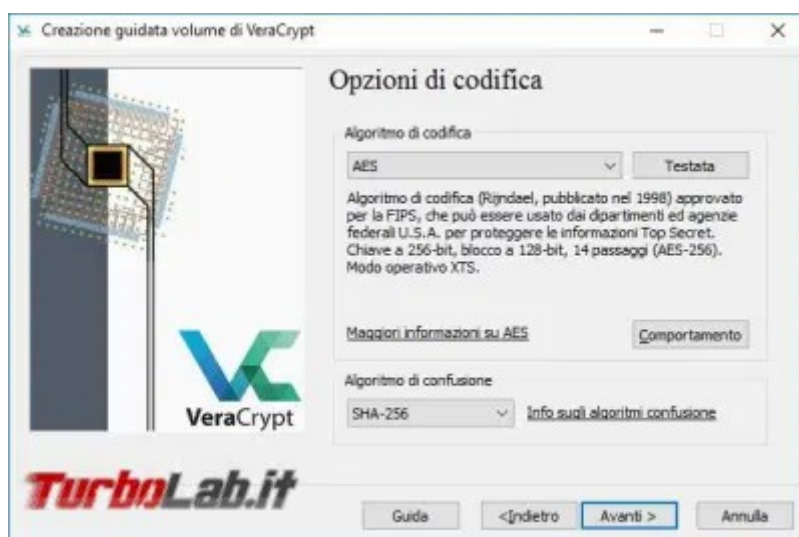 Creazione guidata volume di VeraCrypt
Opzioni di codifica
Algoritmo di codifica
AES
Testata
Algoritmo di codifica (Rijndael, pubblicato nel 1998) approvato
per la FIPS, che può essere usato dai dipartimenti ed agenzie
federali U.S.A. per proteggere le informazioni Top Secret.
Chiave a 256-bit, blocco a 128-bit, 14 passaggi (AES-256).
Modo operativo XTS.
Maggiori informazioni su AES
Comportamento
Algoritmo di confusione
SHA-256
Info sugli algoritmi confusione
VeraCrypt
TurboLab.it
Guida
<Indietro
Avanti >
Annulla